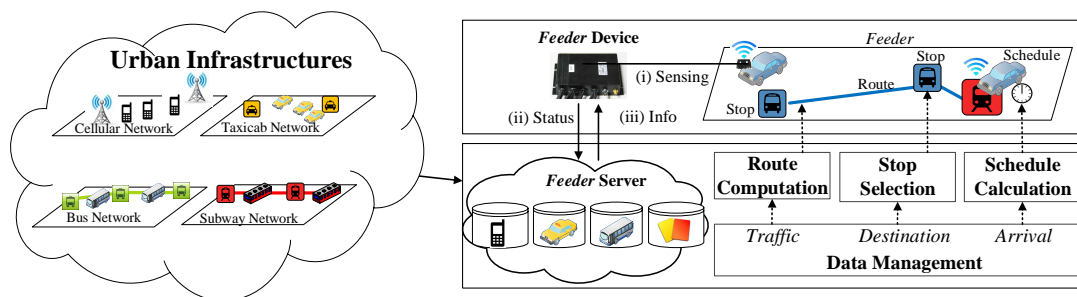 Urban Infrastructures
Cellular Network
Taxicab Network
Bus Network
Subway Network
Feeder Device
(i) Sensing
(ii) Status
(iii) Info
Feeder
Stop
Route
Stop
Schedule
Feeder Server
Route
Computation
Stop
Selection
Schedule
Calculation
Traffic
Destination
Arrival
Data Management